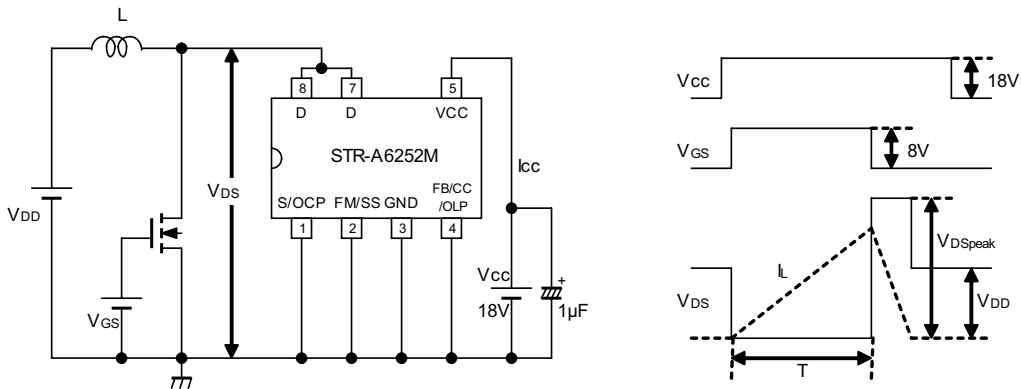 L
8
7
5
D
D
VCC
STR-A6252M
Icc
VDS
VDD
S/OCP
FM/SS
GND
FB/CC
/OLP
1
2
3
4
VGS
Vcc
18V
+
1µF
Vcc
18V
VGS
8V
VDS
IL
VDSpeak
VDD
T